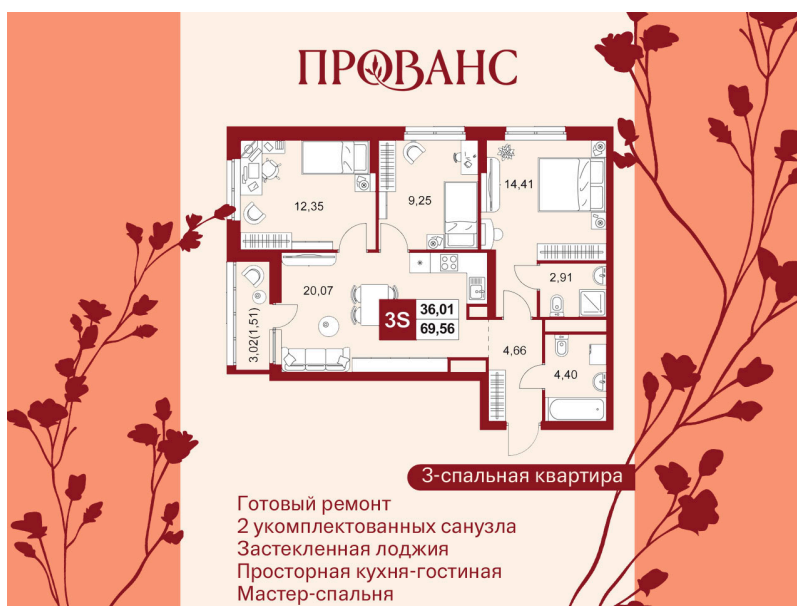 ПРОВАНС
12,35
9,25
14,41
2,91
20,07
3S
36,01
69,56
3,02(1,51)
4,66
4,40
3-спальная квартира
Готовый ремонт
2 укомплектованных санузла
Застекленная лоджия
Просторная кухня-гостиная
Мастер-спальня